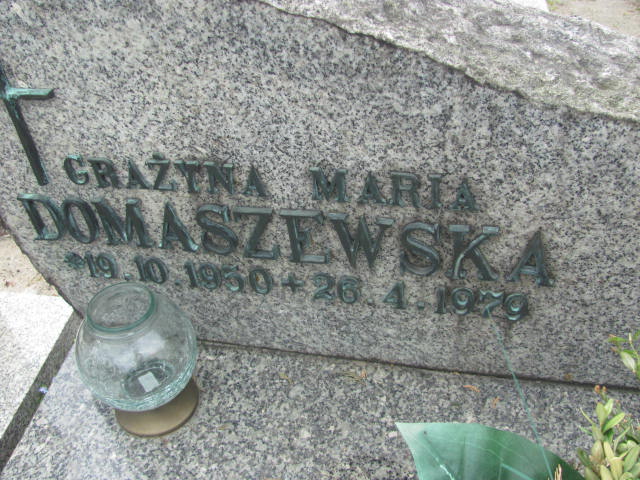 GRAŻYNA MARIA
DOMASZEWSKA
*19.10.1950 + 26.4.1979